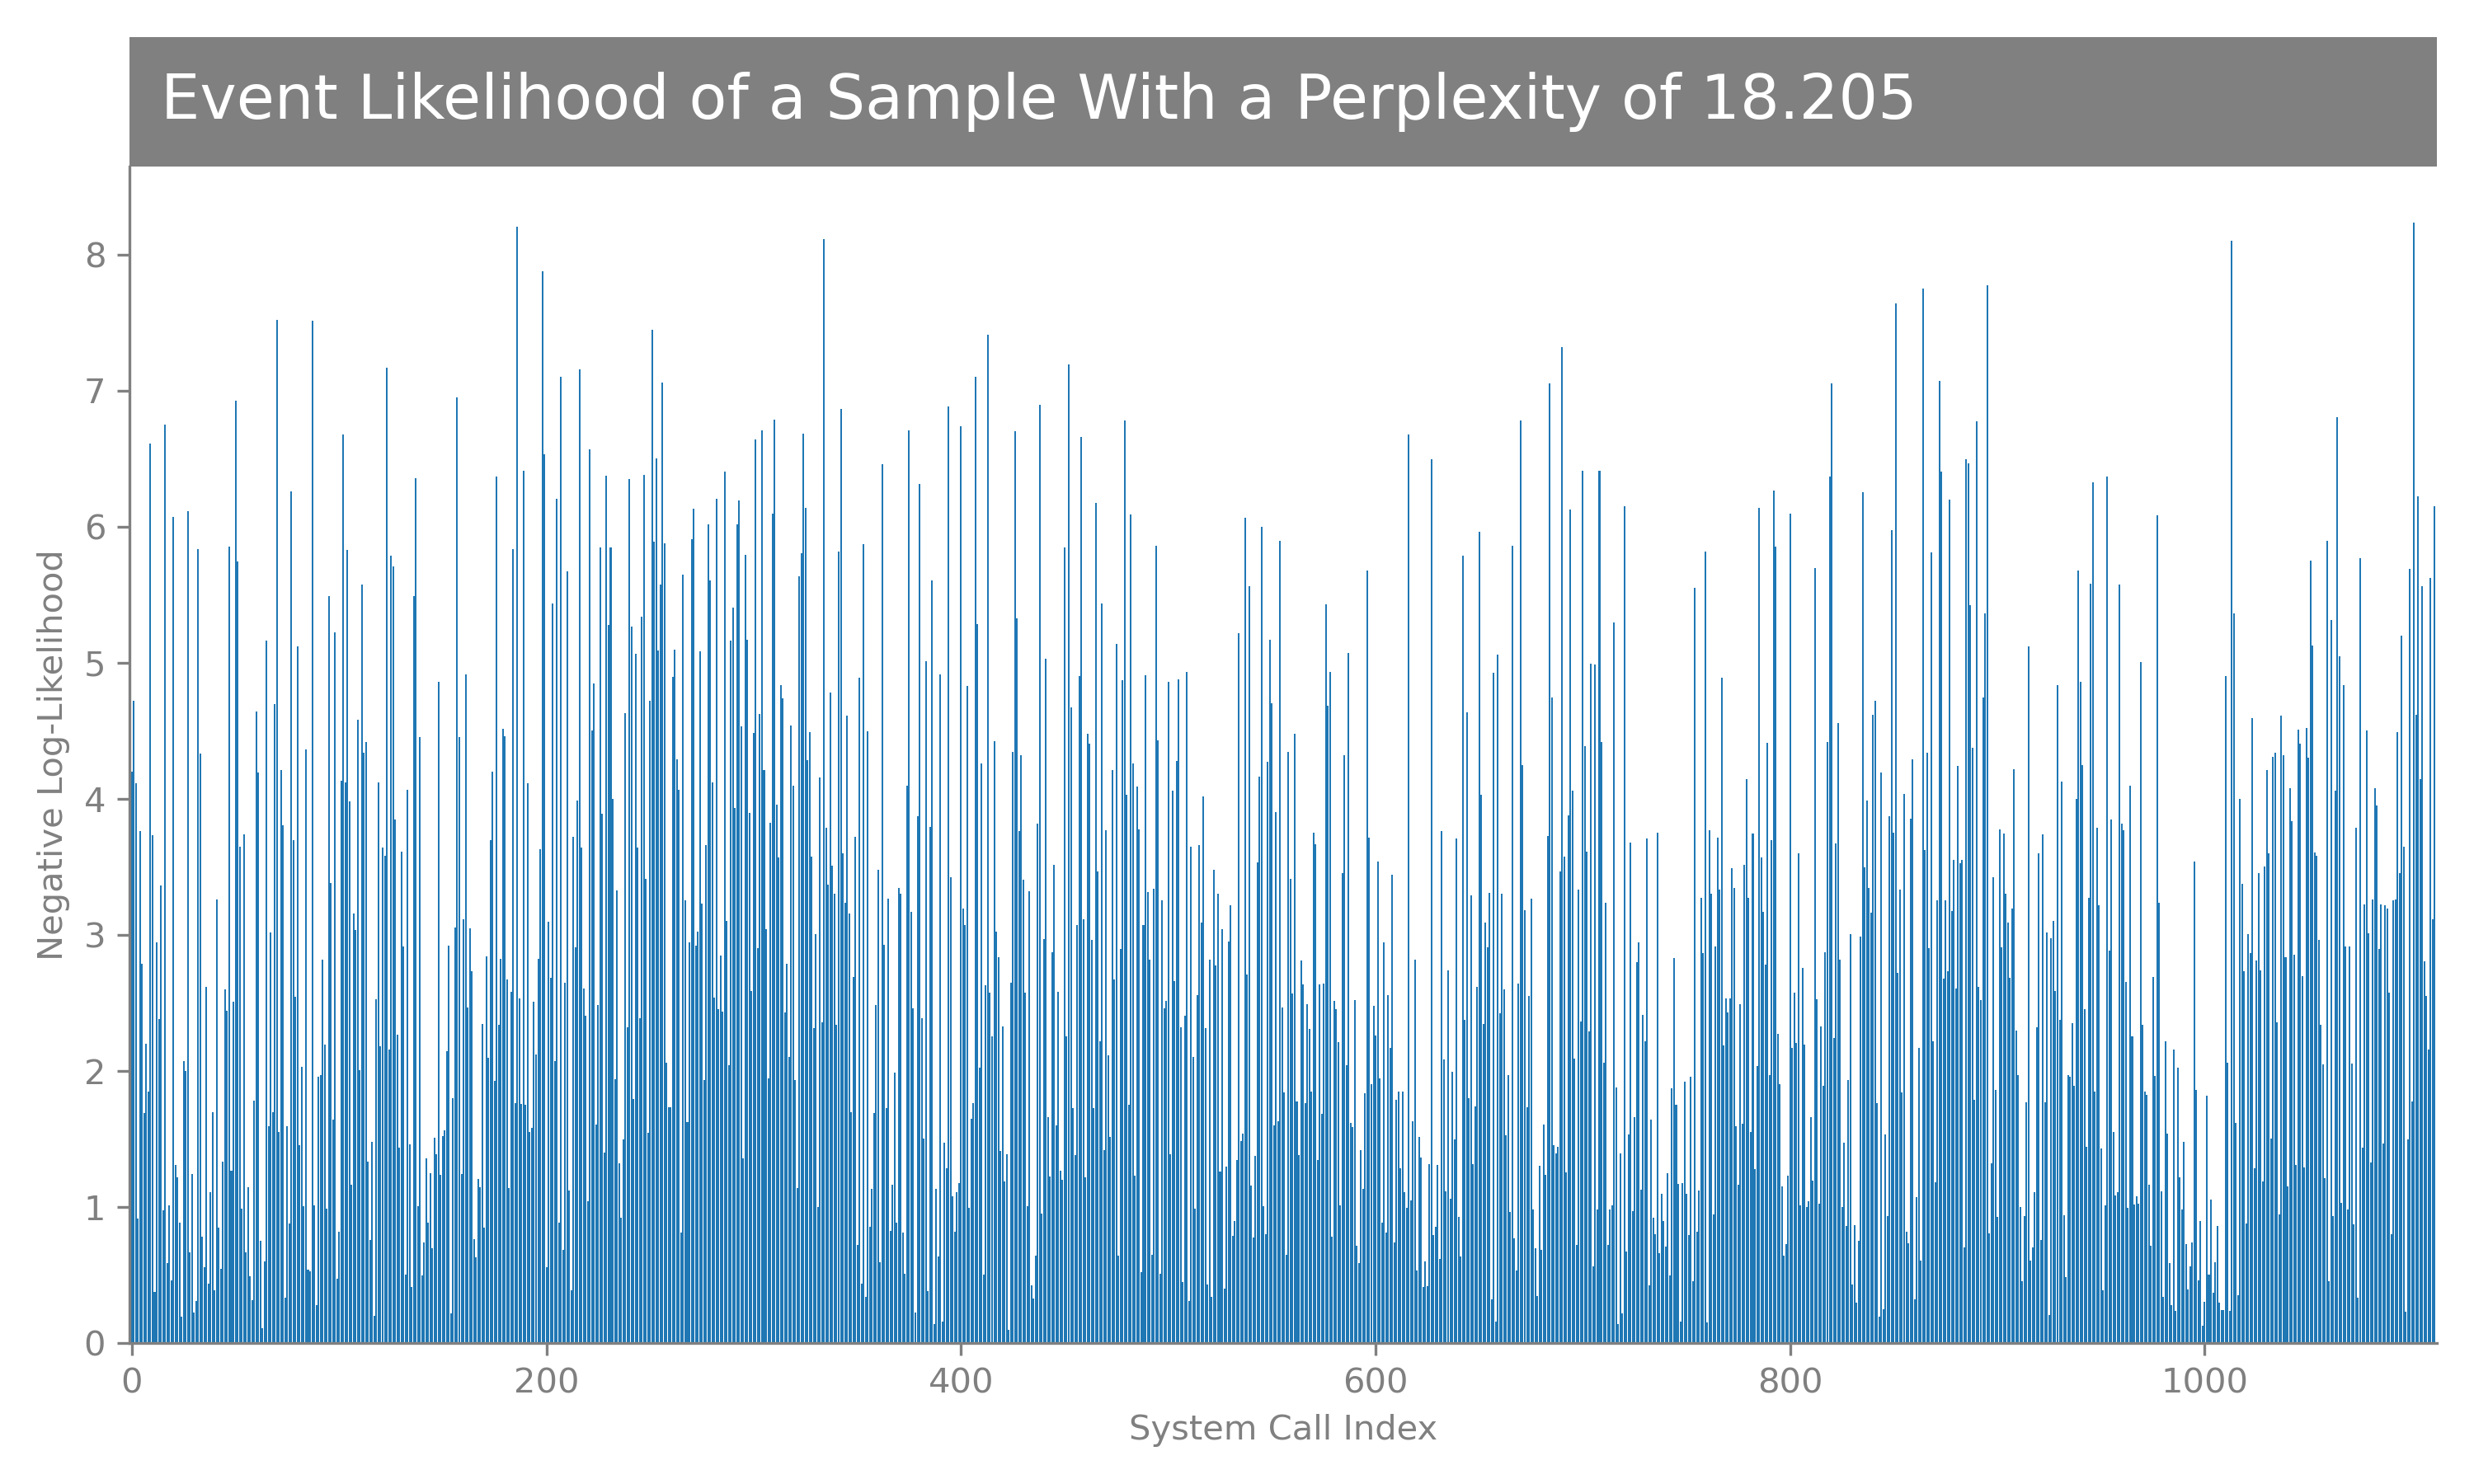 Event Likelihood of a Sample With a Perplexity of 18.205
Negative Log-Likelihood
8
7
6
5
4
3
2
1
0
0 200 400 600 800 1000
System Call Index